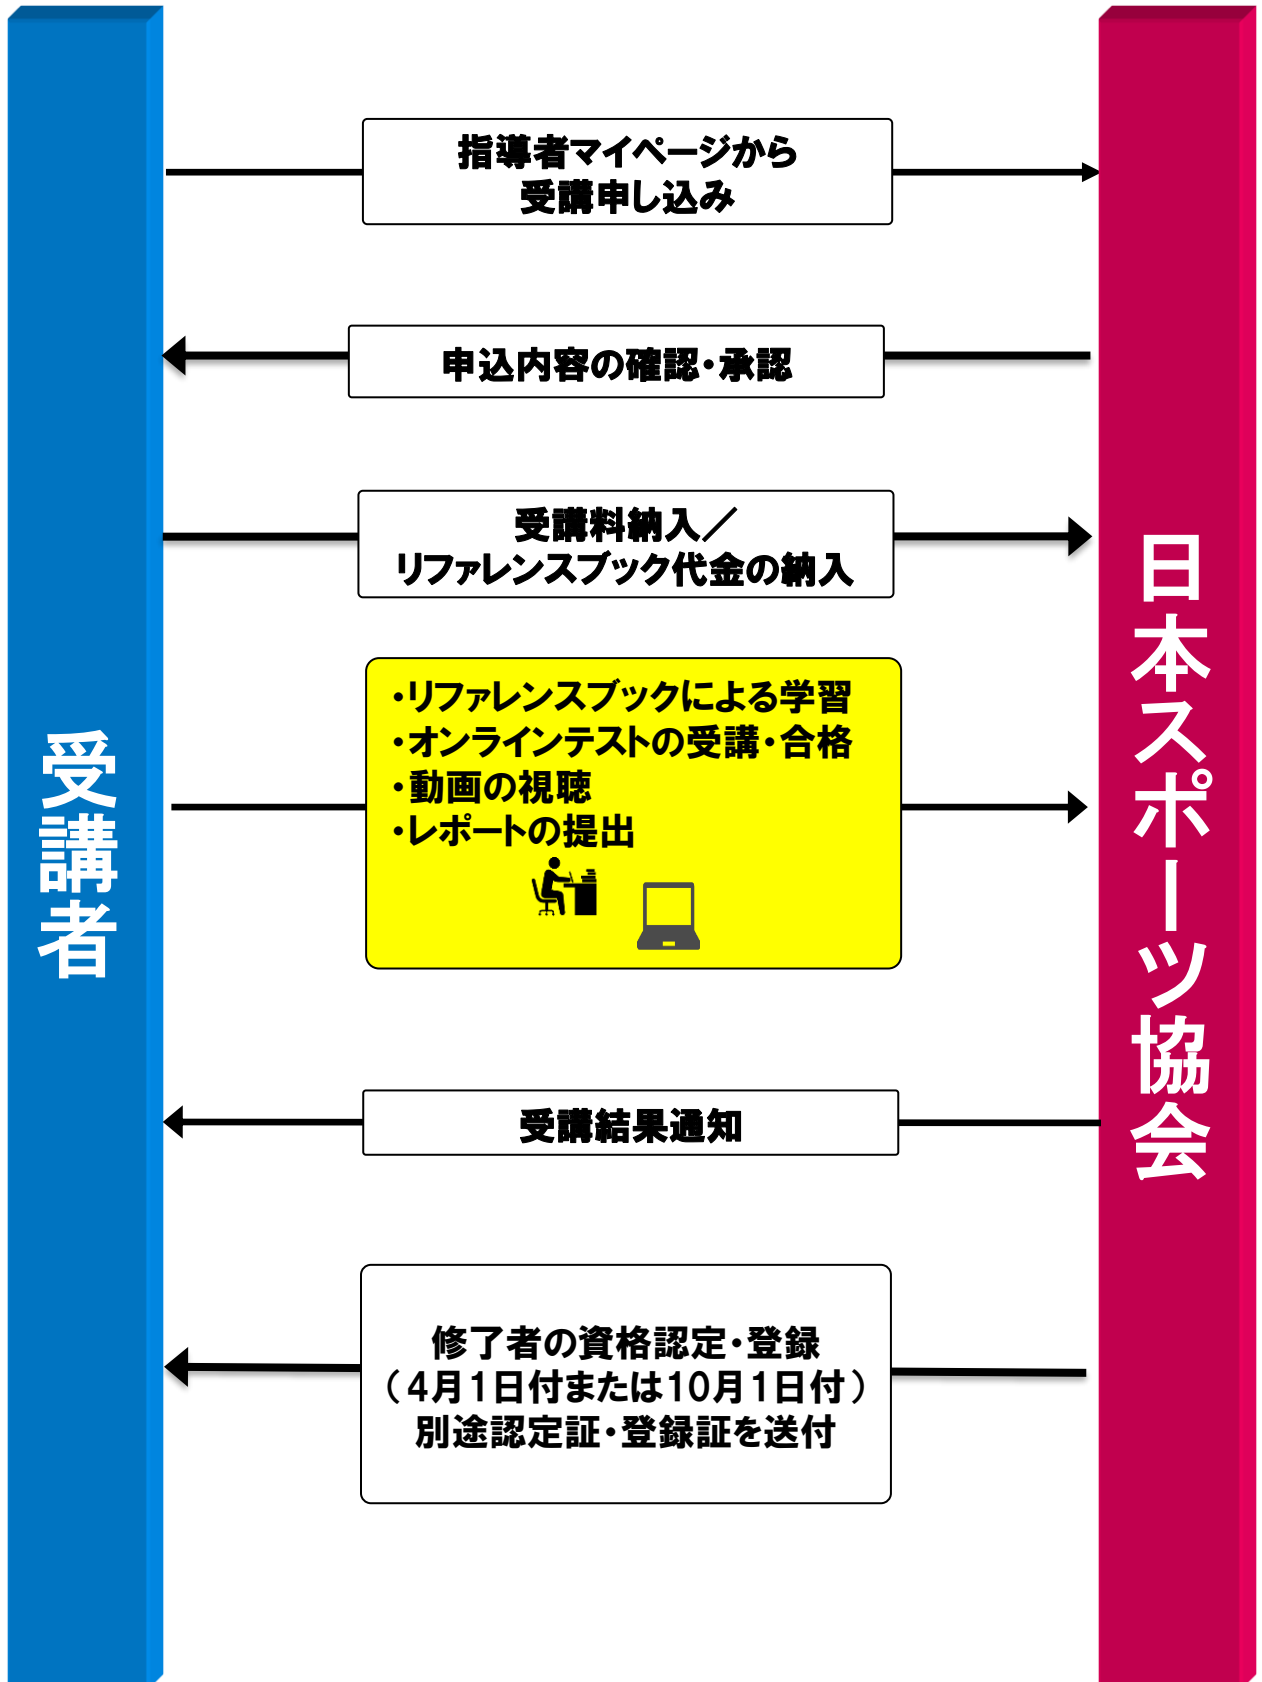 指導者マイページから
受講申し込み
申込内容の確認・承認
受講料納入／
リファレンスブック代金の納入
・リファレンスブックによる学習
・オンラインテストの受講・合格
・動画の視聴
・レポートの提出
受講結果通知
修了者の資格認定・登録
（4月1日付または10月1日付）
別途認定証・登録証を送付
受講者
日本スポーツ協会